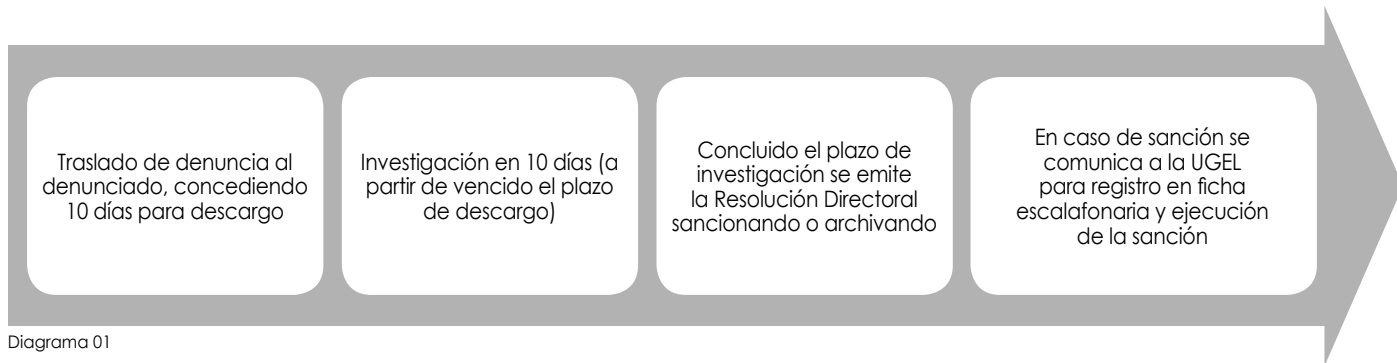 Traslado de denuncia al
denunciado, concediendo
10 días para descargo
Investigación en 10 días (a
partir de vencido el plazo
de descargo)
Concluido el plazo de
investigación se emite
la Resolución Directoral
sancionando o archivando
En caso de sanción se
comunica a la UGEL
para registro en ficha
escalafonaria y ejecución
de la sanción
Diagrama 01